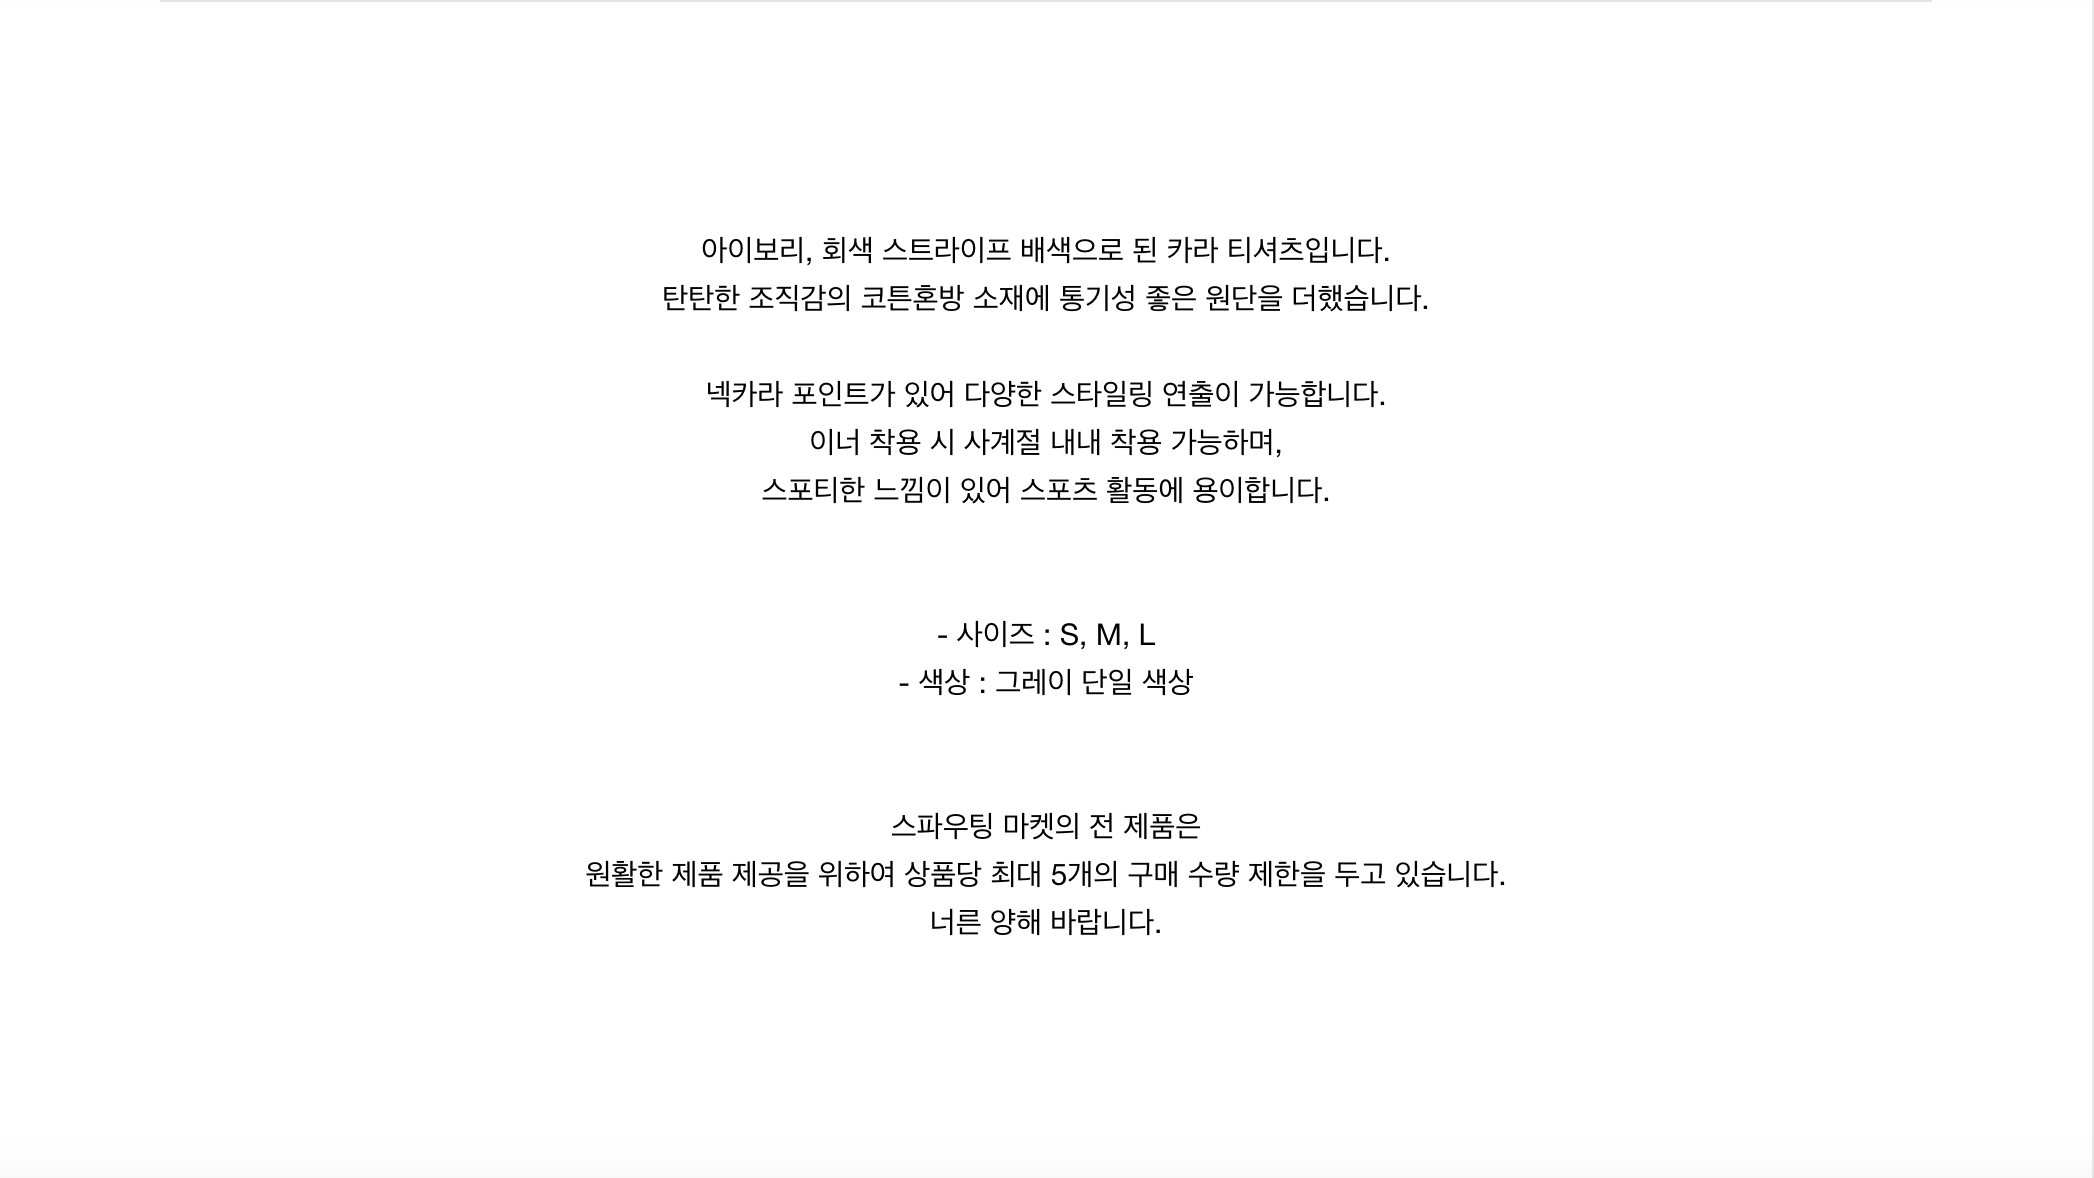 아이보리, 회색 스트라이프 배색으로 된 카라 티셔츠입니다.
탄탄한 조직감의 코튼혼방 소재에 통기성 좋은 원단을 더했습니다.
넥카라 포인트가 있어 다양한 스타일링 연출이 가능합니다.
이너 착용 시 사계절 내내 착용 가능하며,
스포티한 느낌이 있어 스포츠 활동에 용이합니다.
- 사이즈 : S, M, L
- 색상 : 그레이 단일 색상
스파우팅 마켓의 전 제품은
원활한 제품 제공을 위하여 상품당 최대 5개의 구매 수량 제한을 두고 있습니다.
너른 양해 바랍니다.